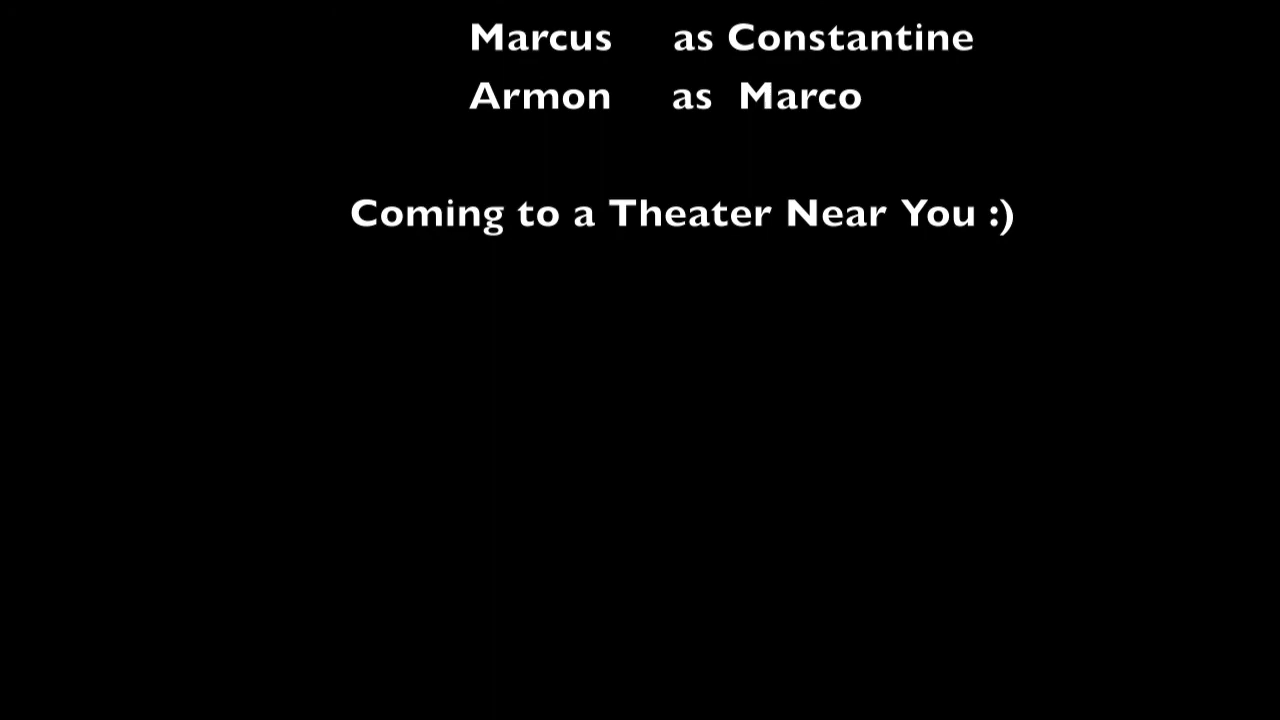 Marcus as Constantine
Armon as Marco
Coming to a Theater Near You :)